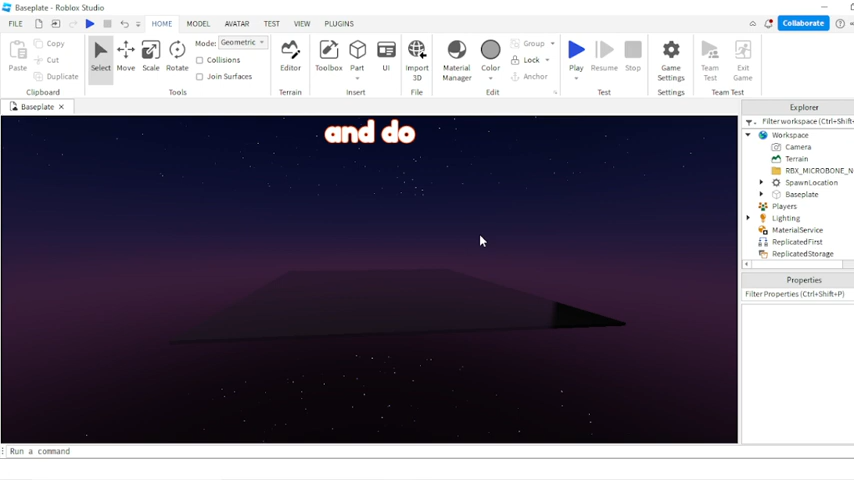 Baseplate - Roblox Studio
FILE HOME MODEL AVATAR TEST VIEW PLUGINS Collaborate
Paste Copy Cut Duplicate Clipboard
Select Move Scale Rotate Mode: Geometric Collisions Join Surfaces Tools
Editor Terrain
Toolbox Part UI Insert
Import 3D File
Material Manager Color Group Lock Anchor Edit
Play Resume Stop Test
Game Settings Settings
Team Test Exit Game Team Test
Baseplate
and do
Explorer
Filter workspace (Ctrl+Shift+
Workspace
Camera
Terrain
RBX_MICROBONE_N
SpawnLocation
Baseplate
Players
Lighting
MaterialService
ReplicatedFirst
ReplicatedStorage
Properties
Filter Properties (Ctrl+Shift+P)
Run a command